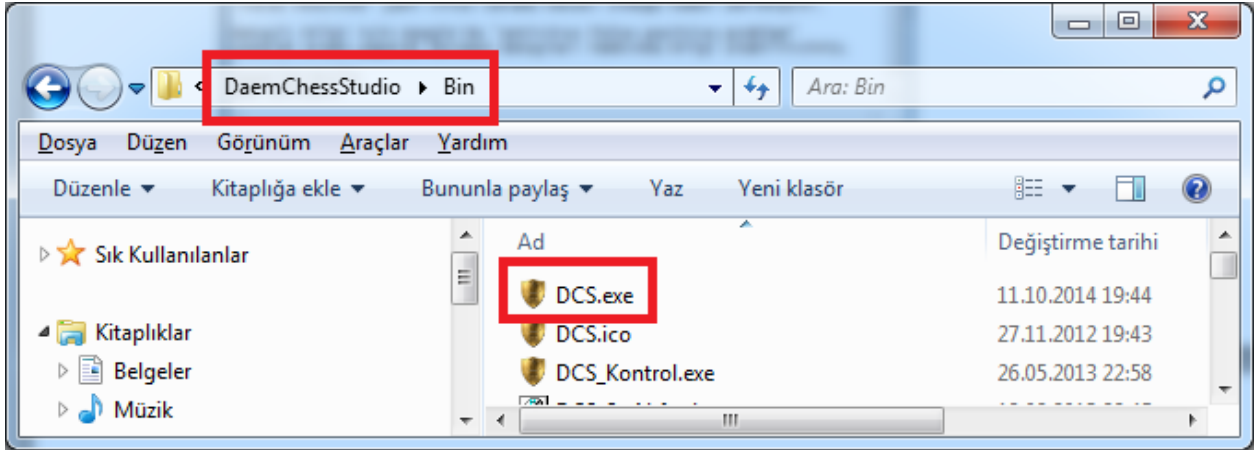 DaemChessStudio Bin
Ara: Bin
Dosya Düzen Görünüm Araçlar Yardım
Düzenle Kitaplığa ekle Bununla paylaş Yaz Yeni klasör
Sık Kullanılanlar
Kitaplıklar
Belgeler
Müzik
Ad Değiştirme tarihi
DCS.exe 11.10.2014 19:44
DCS.ico 27.11.2012 19:43
DCS_Kontrol.exe 26.05.2013 22:58